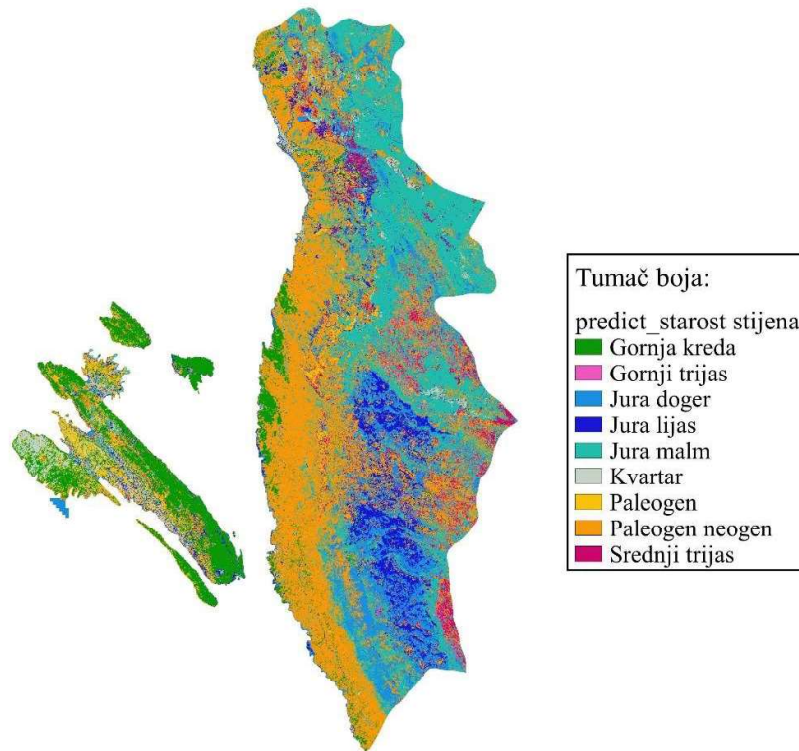 Tumač boja:
predict_starost stijena
Gornja kreda
Gornji trijas
Jura doger
Jura lijas
Jura malm
Kvartar
Paleogen
Paleogen neogen
Srednji trijas